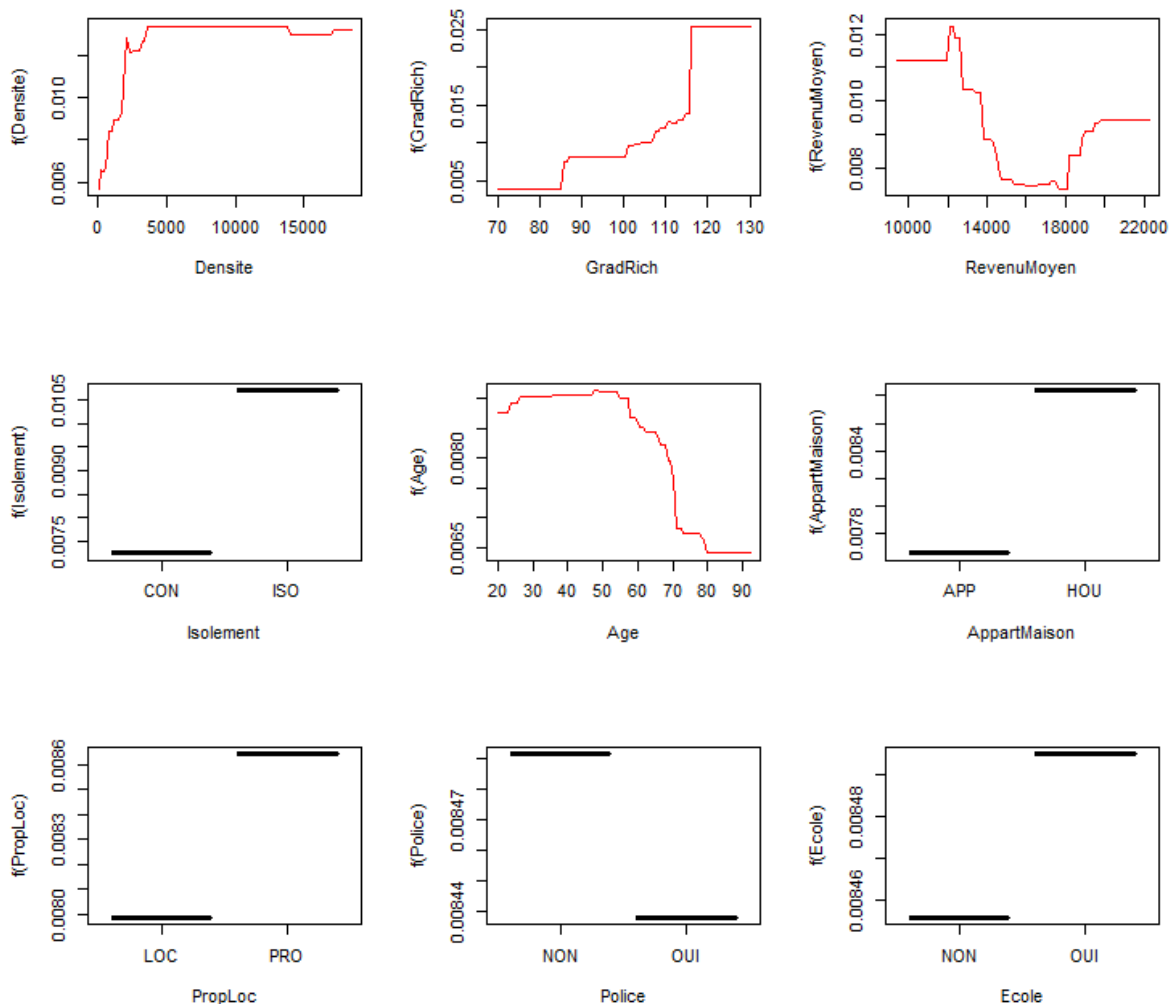 f(Densite)
0.010
0.006
0 5000 10000 15000
Densite
f(GradRich)
0.025
0.015
0.005
70 80 90 100 110 120 130
GradRich
f(RevenuMoyen)
0.012
0.010
0.008
10000 14000 18000 22000
RevenuMoyen
f(Isolement)
0.0105
0.0090
0.0075
CON ISO
Isolement
f(Age)
0.0080
0.0065
20 30 40 50 60 70 80 90
Age
f(AppartMaison)
0.0084
0.0078
APP HOU
AppartMaison
f(PropLoc)
0.0086
0.0083
0.0080
LOC PRO
PropLoc
f(Police)
0.00847
0.00844
NON OUI
Police
f(Ecole)
0.00848
0.00846
NON OUI
Ecole